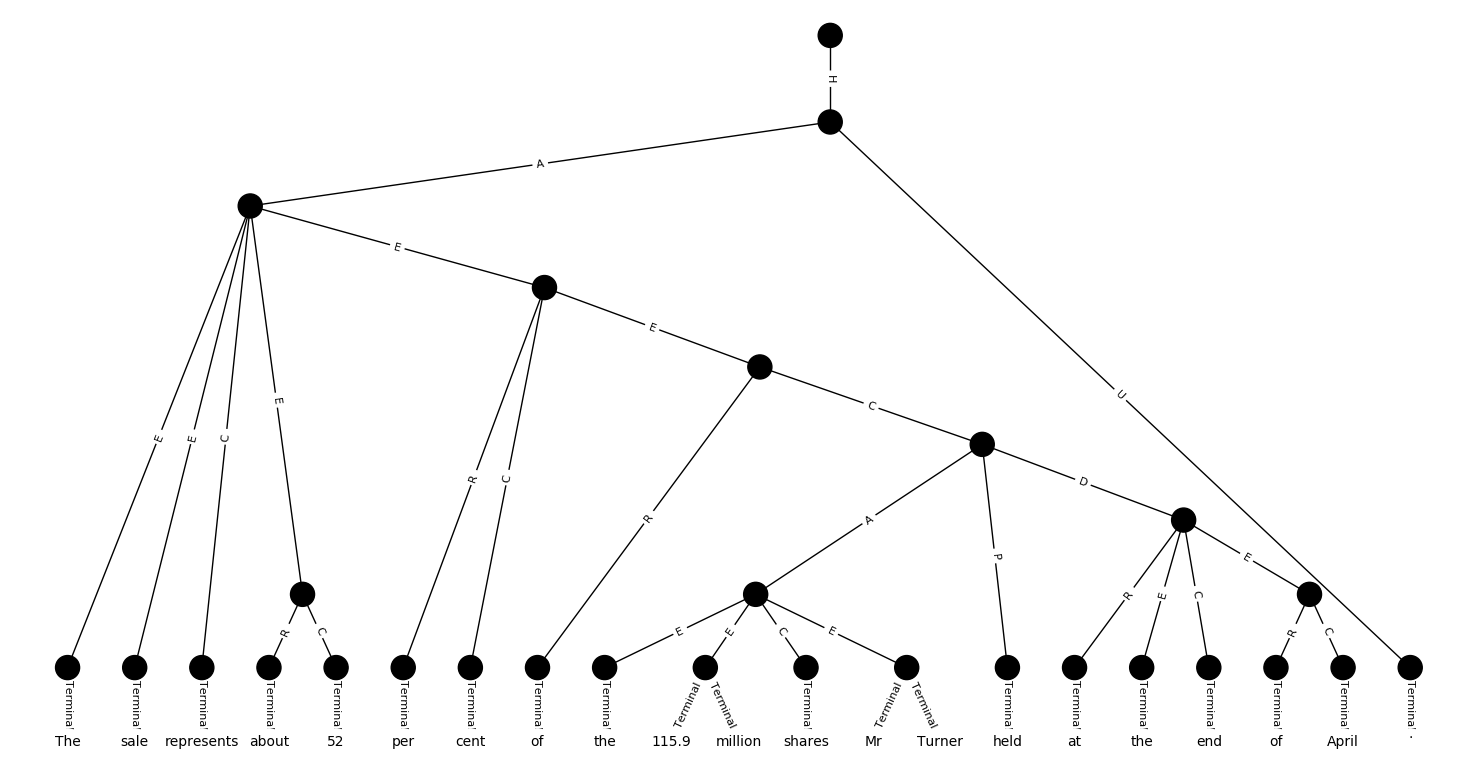 H
A
E
E
E
U
C
D
E
E
C
E
R
C
R
A
P
E
R
E
C
R
C
E
E
C
E
R
C
Terminal Terminal Terminal Terminal Terminal Terminal Terminal Terminal Terminal Terminal Terminal Terminal Terminal Terminal Terminal Terminal Terminal Terminal Terminal Terminal Terminal
The sale represents about 52 per cent of the 115.9 million shares Mr Turner held at the end of April .